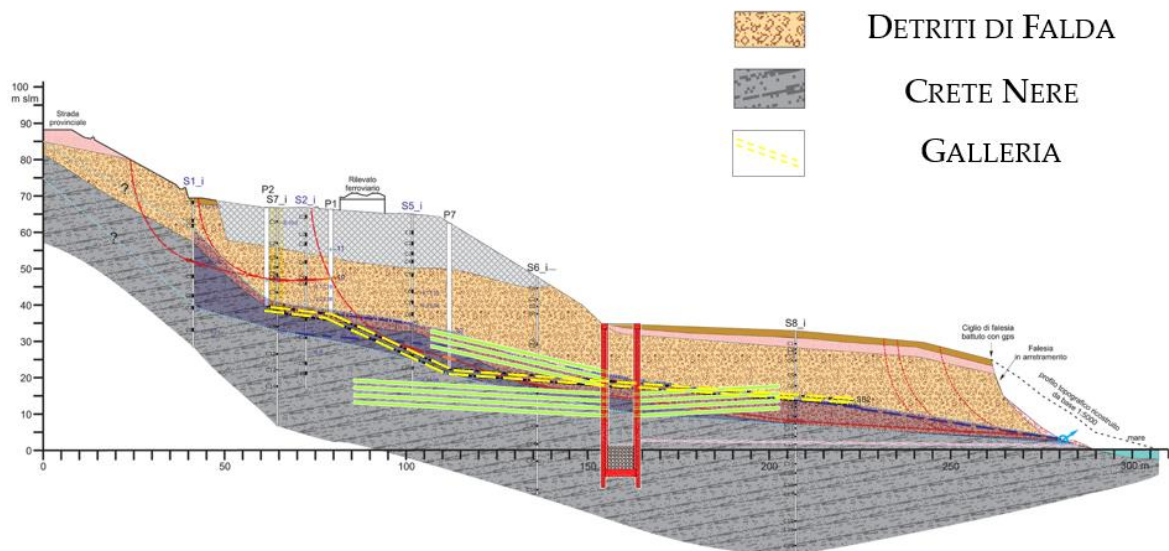 DETRITI DI FALDA
CRETE NERE
GALLERIA
100
m slm
90
80
70
60
50
40
30
20
10
0
Strada
provinciale
?
?
S1_i
P2
S7_i
S2_i
P1
Rilevato
ferroviario
S5_i
P7
S6_i
S8_i
Ciglio di falesia
battuto con gps
Falesia
in arretramento
profilo topografico ricostruito
da base 1:5000
mare
0
50
100
150
200
250
300 m